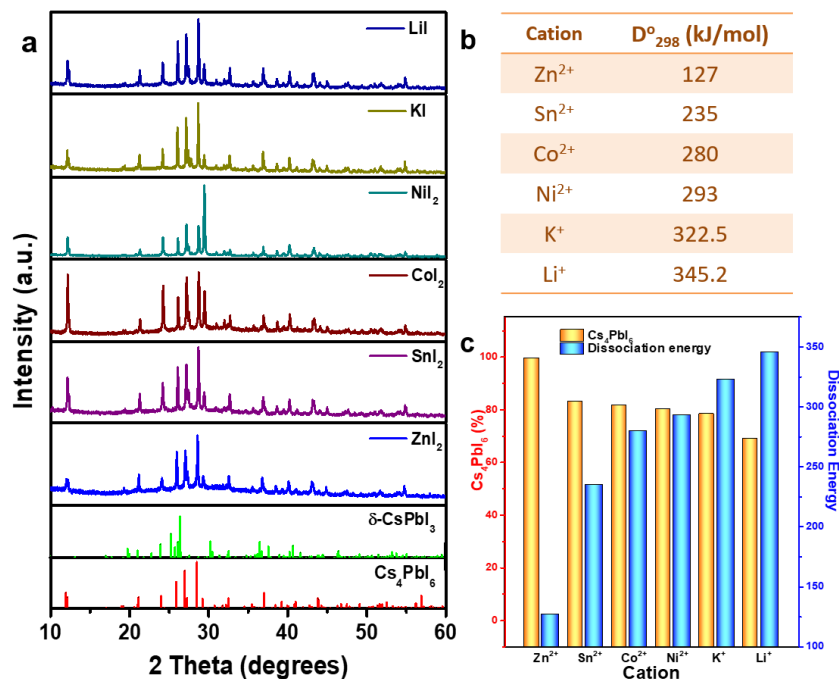 a
LiI
KI
NiI₂
CoI₂
SnI₂
ZnI₂
δ-CsPbI₃
Cs₄PbI₆
Intensity (a.u.)
10 20 30 40 50 60
2 Theta (degrees)
b
Cation D°₂₉₈ (kJ/mol)
Zn²⁺ 127
Sn²⁺ 235
Co²⁺ 280
Ni²⁺ 293
K⁺ 322.5
Li⁺ 345.2
c
Cs₄PbI₆
Dissociation energy
100
80
60
40
20
0
Cs₄PbI₆ (%)
350
300
250
200
150
100
Dissociation Energy
Zn²⁺ Sn²⁺ Co²⁺ Ni²⁺ K⁺ Li⁺
Cation